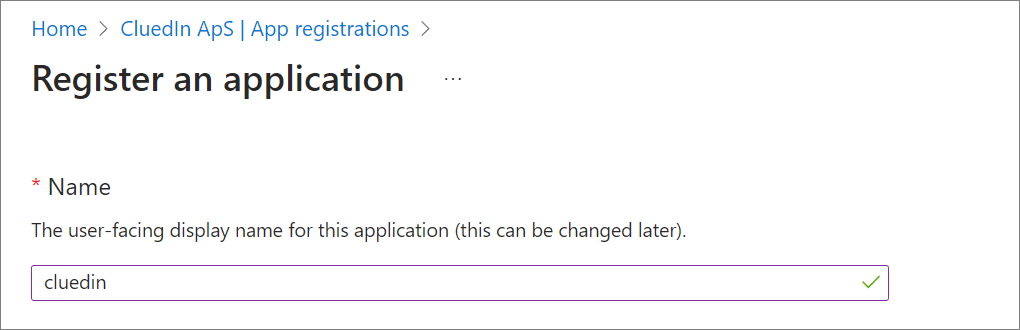 Home > CluedIn ApS | App registrations >
Register an application ...
* Name
The user-facing display name for this application (this can be changed later).
cluedin